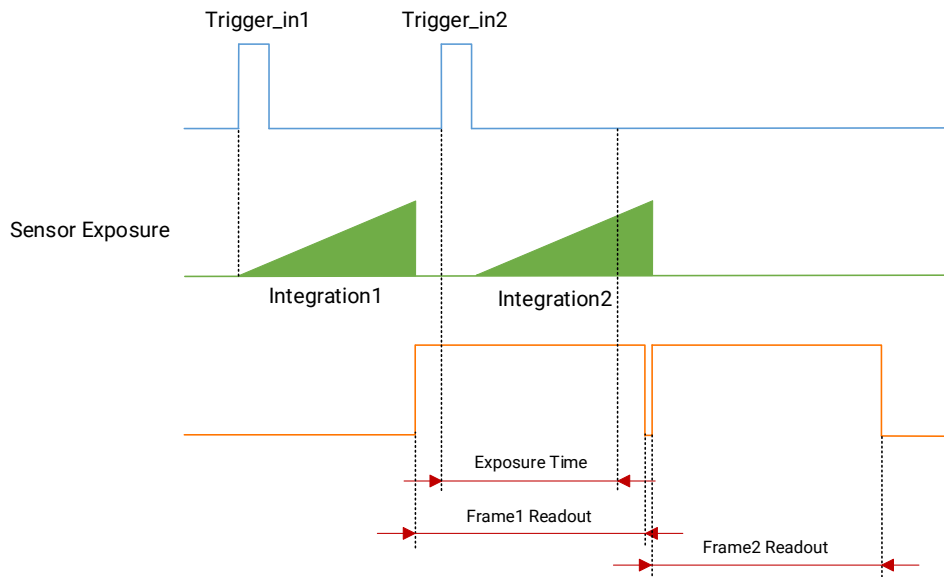 Trigger_in1
Trigger_in2
Sensor Exposure
Integration1
Integration2
Exposure Time
Frame1 Readout
Frame2 Readout